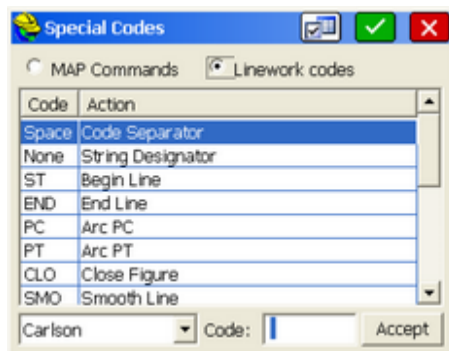 Special Codes
MAP Commands Linework codes
Code Action
Space Code Separator
None String Designator
ST Begin Line
END End Line
PC Arc PC
PT Arc PT
CLO Close Figure
SMO Smooth Line
Carlson Code: Accept